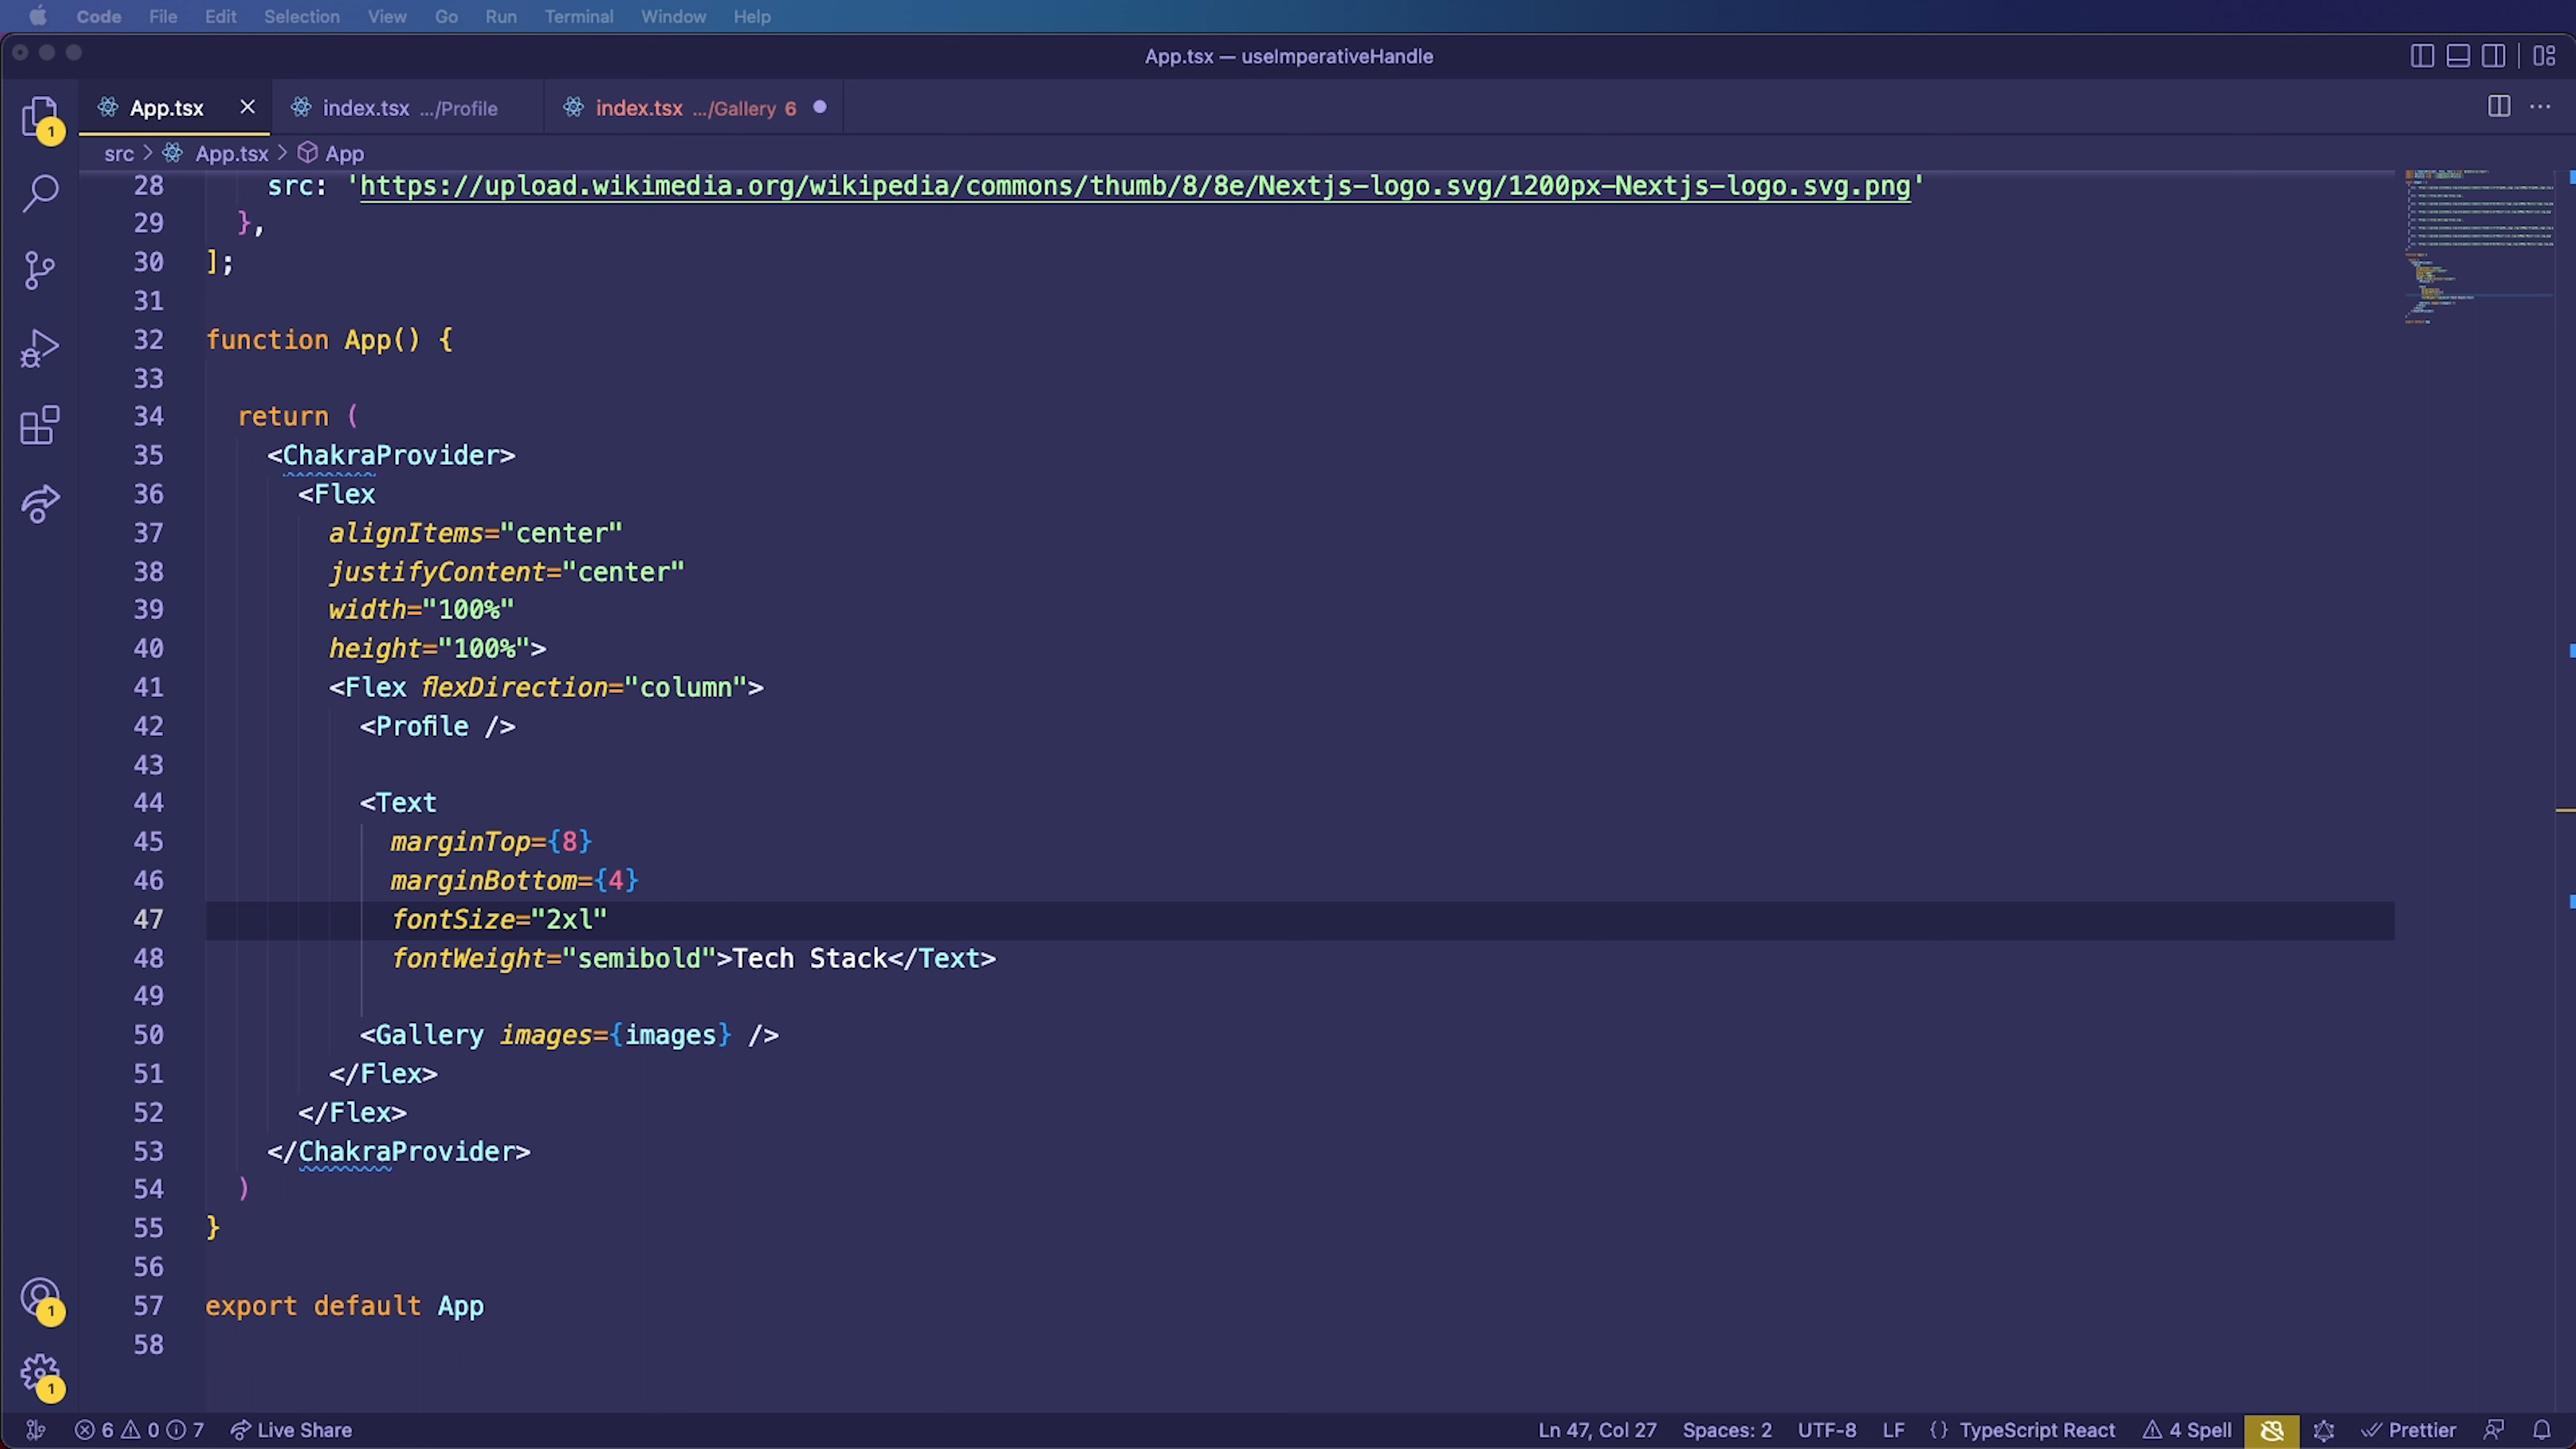 Code File Edit Selection View Go Run Terminal Window Help
App.tsx — useImperativeHandle
App.tsx index.tsx .../Profile index.tsx .../Gallery 6
src > App.tsx > App
28 src: 'https://upload.wikimedia.org/wikipedia/commons/thumb/8/8e/Nextjs-logo.svg/1200px-Nextjs-logo.svg.png'
29 },
30 ];
31
32 function App() {
33
34 return (
35 <ChakraProvider>
36 <Flex
37 alignItems="center"
38 justifyContent="center"
39 width="100%"
40 height="100%">
41 <Flex flexDirection="column">
42 <Profile />
43
44 <Text
45 marginTop={8}
46 marginBottom={4}
47 fontSize="2xl"
48 fontWeight="semibold">Tech Stack</Text>
49
50 <Gallery images={images} />
51 </Flex>
52 </Flex>
53 </ChakraProvider>
54 )
55 }
56
57 export default App
58
1
1
1
6 0 7 Live Share Ln 47, Col 27 Spaces: 2 UTF-8 LF {} TypeScript React 4 Spell Prettier